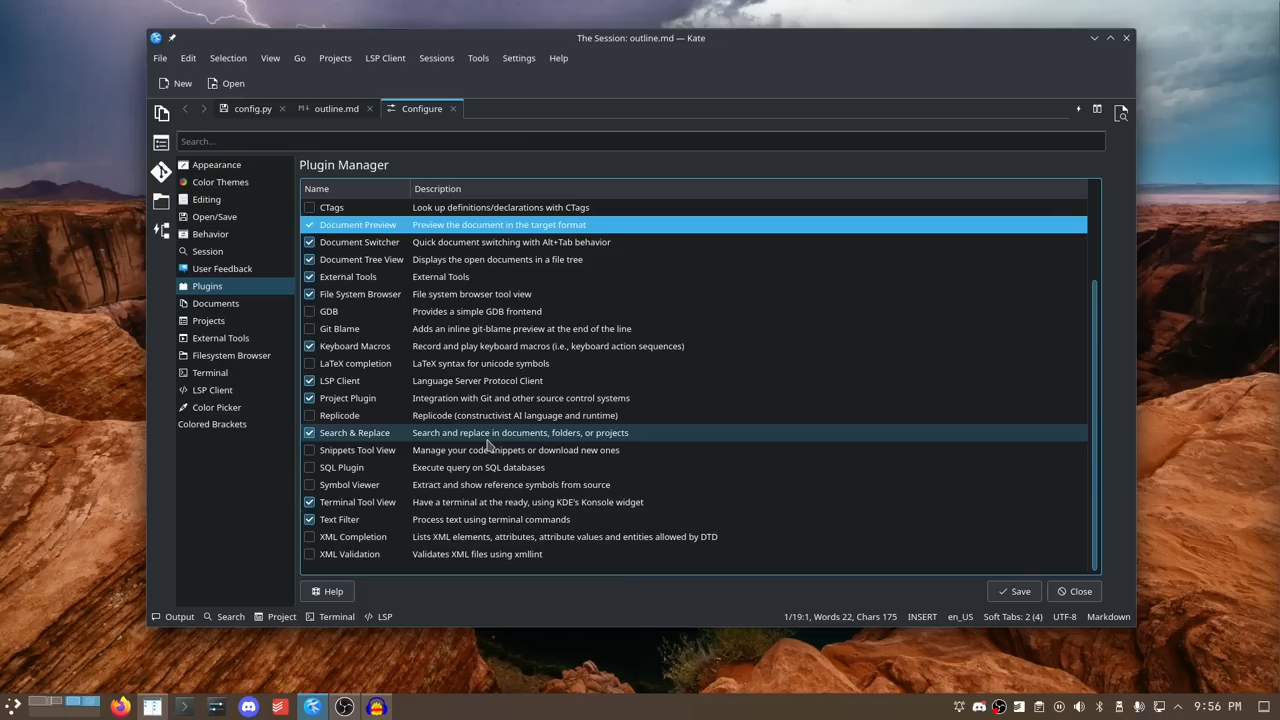 The Session: outline.md — Kate
File Edit Selection View Go Projects LSP Client Sessions Tools Settings Help
New Open
config.py outline.md Configure
Search...
Appearance
Color Themes
Editing
Open/Save
Behavior
Session
User Feedback
Plugins
Documents
Projects
External Tools
Filesystem Browser
Terminal
LSP Client
Color Picker
Colored Brackets
Plugin Manager
Name Description
CTags Look up definitions/declarations with CTags
Document Preview Preview the document in the target format
Document Switcher Quick document switching with Alt+Tab behavior
Document Tree View Displays the open documents in a file tree
External Tools External Tools
File System Browser File system browser tool view
GDB Provides a simple GDB frontend
Git Blame Adds an inline git-blame preview at the end of the line
Keyboard Macros Record and play keyboard macros (i.e., keyboard action sequences)
LaTeX completion LaTeX syntax for unicode symbols
LSP Client Language Server Protocol Client
Project Plugin Integration with Git and other source control systems
Replicode Replicode (constructivist AI language and runtime)
Search & Replace Search and replace in documents, folders, or projects
Snippets Tool View Manage your code snippets or download new ones
SQL Plugin Execute query on SQL databases
Symbol Viewer Extract and show reference symbols from source
Terminal Tool View Have a terminal at the ready, using KDE's Konsole widget
Text Filter Process text using terminal commands
XML Completion Lists XML elements, attributes, attribute values and entities allowed by DTD
XML Validation Validates XML files using xmllint
Help Save Close
Output Search Project Terminal LSP 1/19:1, Words 22, Chars 175 INSERT en_US Soft Tabs: 2 (4) UTF-8 Markdown
9:56 PM